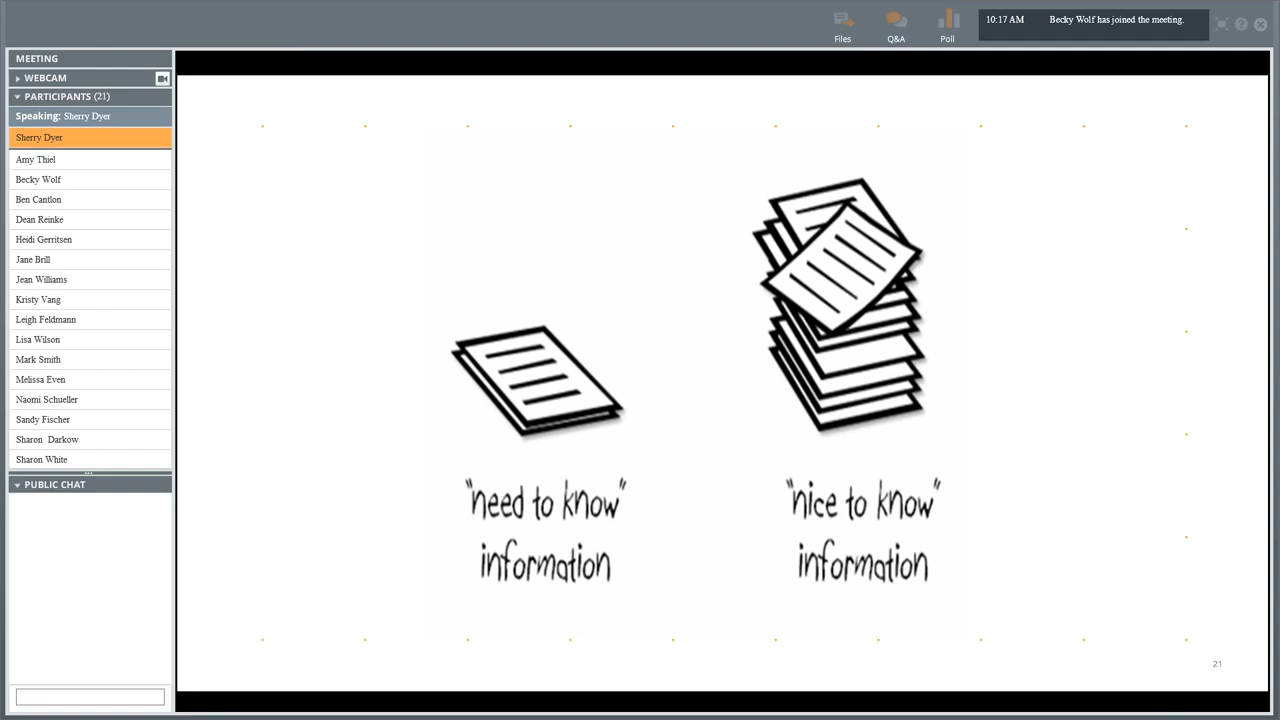 Files
Q&A
Poll
10:17 AM Becky Wolf has joined the meeting.
MEETING
WEBCAM
PARTICIPANTS (21)
Speaking: Sherry Dyer
Sherry Dyer
Amy Thiel
Becky Wolf
Ben Cantlon
Dean Reinke
Heidi Gerritsen
Jane Brill
Jean Williams
Kristy Vang
Leigh Feldmann
Lisa Wilson
Mark Smith
Melissa Even
Naomi Schueller
Sandy Fischer
Sharon Darkow
Sharon White
PUBLIC CHAT
"need to know"
information
"nice to know"
information
21